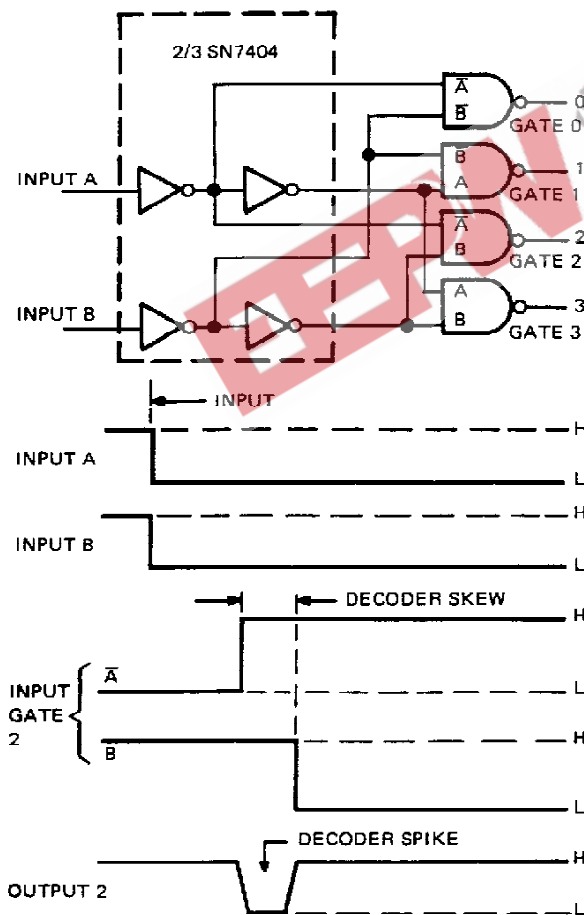 2/3 SN7404
A̅
B̅
0
GATE 0
INPUT A
B̅
A
1
GATE 1
A̅
B
2
GATE 2
INPUT B
A
B
3
GATE 3
INPUT
INPUT A
H
L
INPUT B
H
L
DECODER SKEW
H
A̅
L
INPUT
GATE
2
B
H
L
DECODER SPIKE
H
OUTPUT 2
L
EEPW